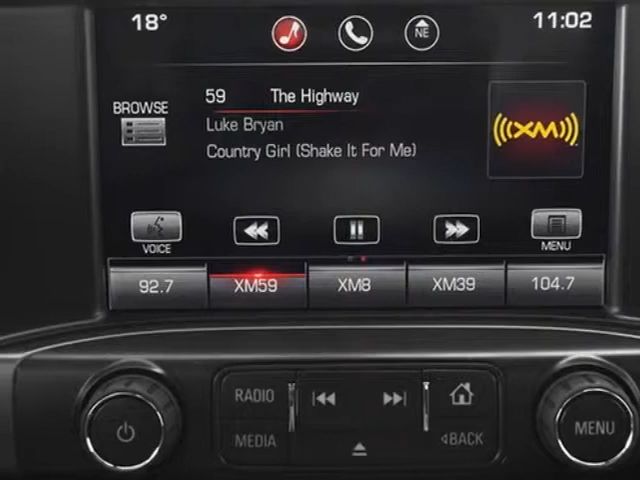 18°
NE
11:02
59 The Highway
BROWSE
Luke Bryan
Country Girl (Shake It For Me)
((XM))
VOICE
MENU
92.7 XM59 XM8 XM39 104.7
RADIO
MEDIA
BACK
MENU